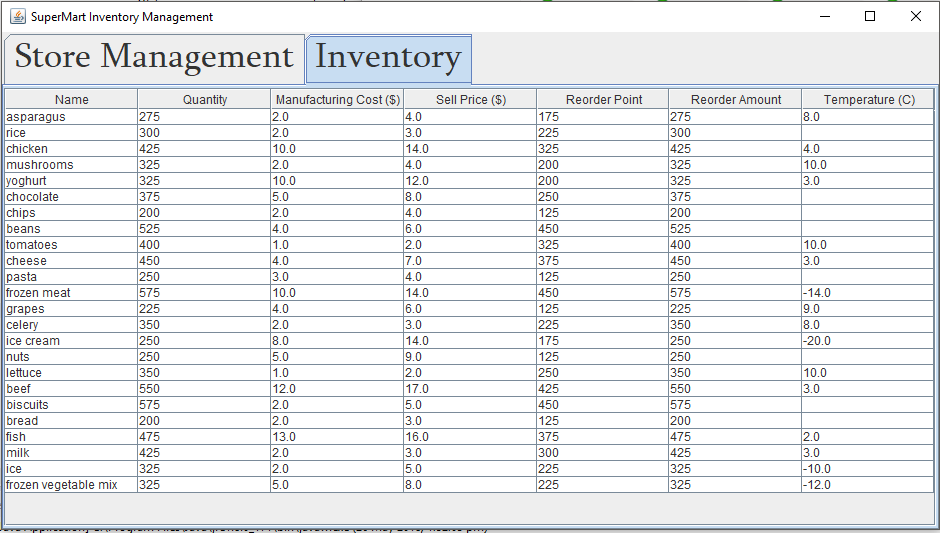 SuperMart Inventory Management
Store Management Inventory
Name Quantity Manufacturing Cost ($) Sell Price ($) Reorder Point Reorder Amount Temperature (C)
asparagus 275 2.0 4.0 175 275 8.0
rice 300 2.0 3.0 225 300
chicken 425 10.0 14.0 325 425 4.0
mushrooms 325 2.0 4.0 200 325 10.0
yoghurt 325 10.0 12.0 200 325 3.0
chocolate 375 5.0 8.0 250 375
chips 200 2.0 4.0 125 200
beans 525 4.0 6.0 450 525
tomatoes 400 1.0 2.0 325 400 10.0
cheese 450 4.0 7.0 375 450 3.0
pasta 250 3.0 4.0 125 250
frozen meat 575 10.0 14.0 450 575 -14.0
grapes 225 4.0 6.0 125 225 9.0
celery 350 2.0 3.0 225 350 8.0
ice cream 250 8.0 14.0 175 250 -20.0
nuts 250 5.0 9.0 125 250
lettuce 350 1.0 2.0 250 350 10.0
beef 550 12.0 17.0 425 550 3.0
biscuits 575 2.0 5.0 450 575
bread 200 2.0 3.0 125 200
fish 475 13.0 16.0 375 475 2.0
milk 425 2.0 3.0 300 425 3.0
ice 325 2.0 5.0 225 325 -10.0
frozen vegetable mix 325 5.0 8.0 225 325 -12.0